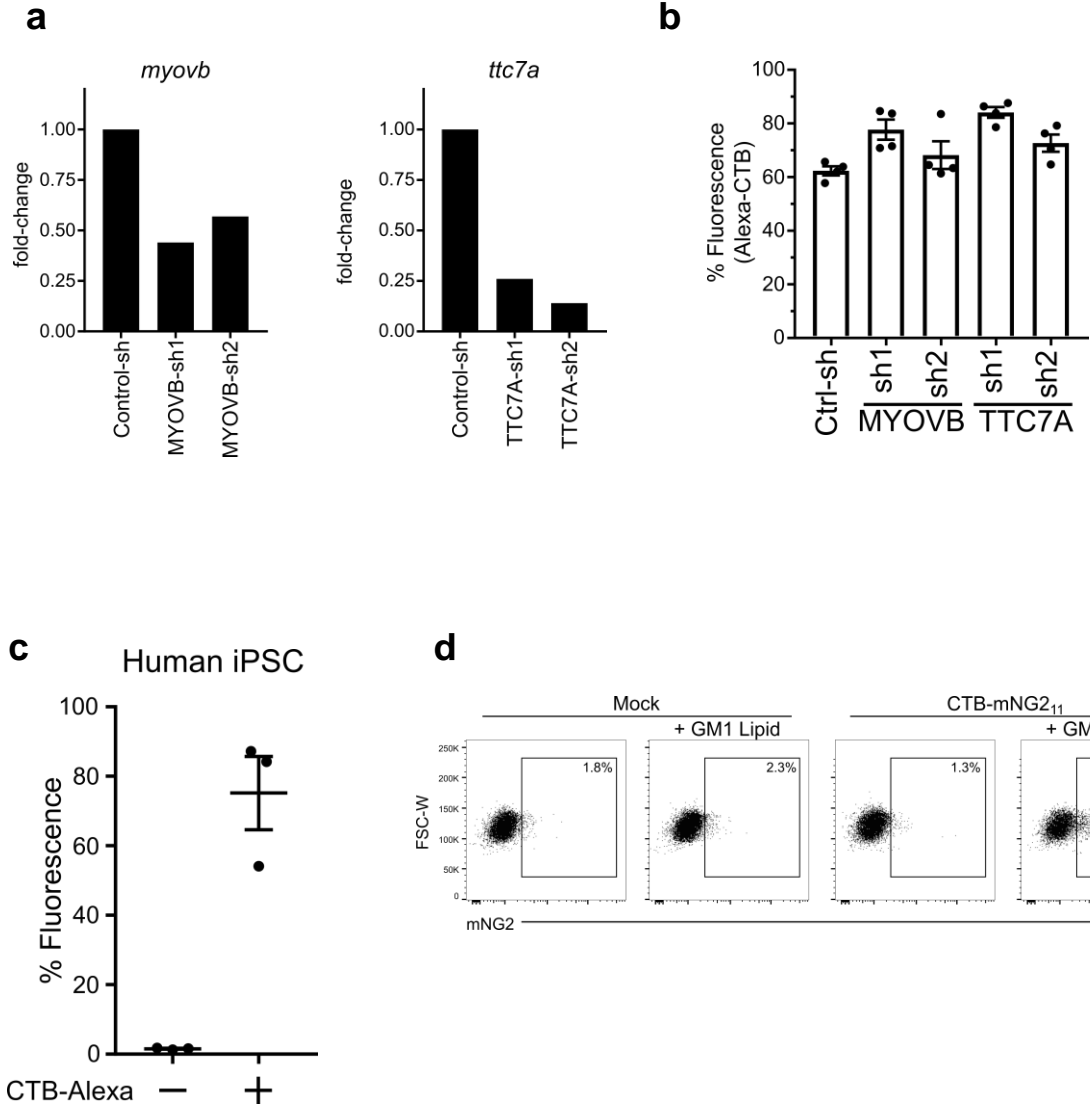 a
myovb
fold-change
1.00
0.75
0.50
0.25
0.00
Control-sh
MYOVB-sh1
MYOVB-sh2
ttc7a
fold-change
1.00
0.75
0.50
0.25
0.00
Control-sh
TTC7A-sh1
TTC7A-sh2
b
% Fluorescence
(Alexa-CTB)
100
80
60
40
20
0
Ctrl-sh
sh1
sh2
sh1
sh2
MYOVB
TTC7A
c
Human iPSC
% Fluorescence
100
80
60
40
20
0
CTB-Alexa − +
d
Mock
CTB-mNG2₁₁
+ GM1 Lipid
+ GM
FSC-W
250K
200K
150K
100K
50K
0
1.8%
2.3%
1.3%
mNG2